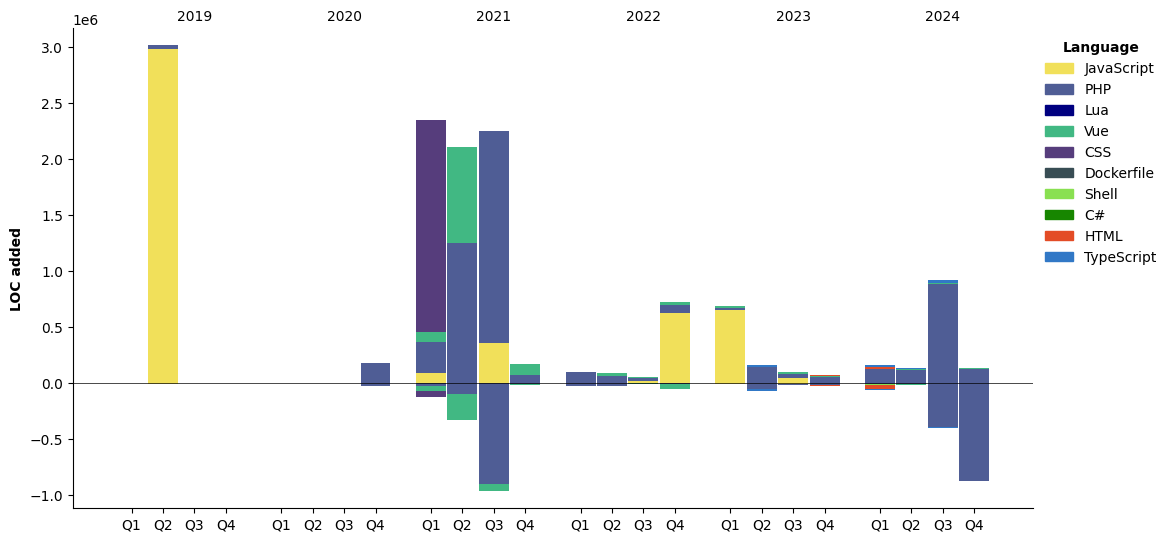 1e6
2019 2020 2021 2022 2023 2024
3.0
2.5
2.0
1.5
1.0
0.5
0.0
−0.5
−1.0
LOC added
Q1 Q2 Q3 Q4 Q1 Q2 Q3 Q4 Q1 Q2 Q3 Q4 Q1 Q2 Q3 Q4 Q1 Q2 Q3 Q4 Q1 Q2 Q3 Q4
Language
JavaScript
PHP
Lua
Vue
CSS
Dockerfile
Shell
C#
HTML
TypeScript